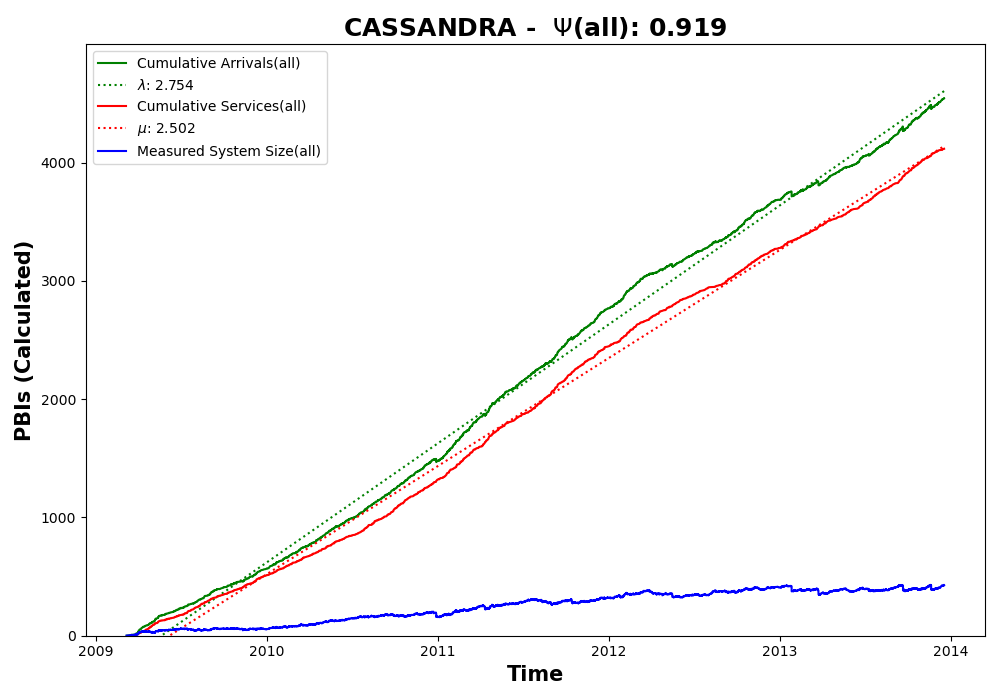 CASSANDRA - Ψ(all): 0.919
Cumulative Arrivals(all)
λ: 2.754
Cumulative Services(all)
μ: 2.502
Measured System Size(all)
PBIs (Calculated)
4000
3000
2000
1000
0
2009 2010 2011 2012 2013 2014
Time